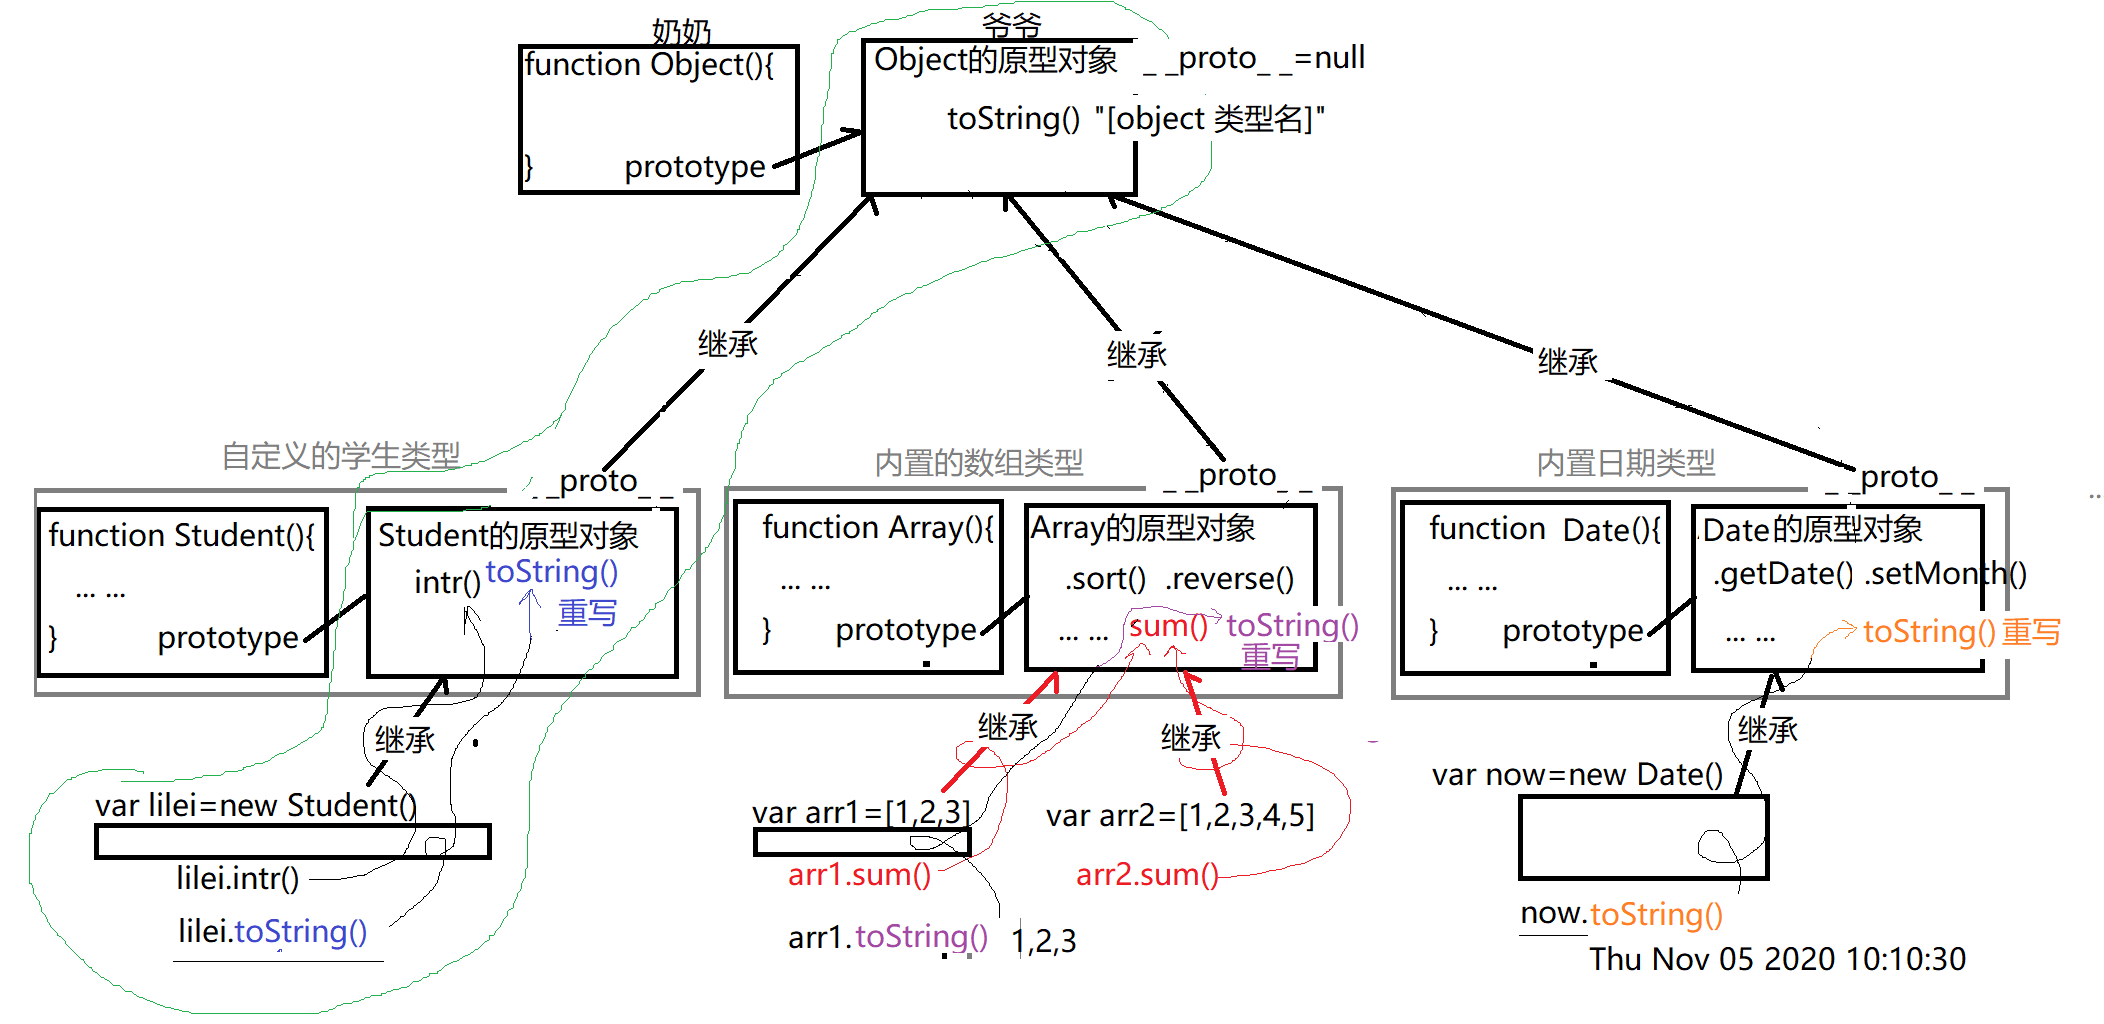 奶奶
爷爷
function Object(){
}
prototype
Object的原型对象
_ _proto_ _=null
toString() "[object 类型名]"
继承
继承
继承
自定义的学生类型
_ _proto_ _
function Student(){
... ...
}
prototype
Student的原型对象
intr() toString()
重写
继承
var lilei=new Student()
lilei.intr()
lilei.toString()
内置的数组类型
_ _proto_ _
function Array(){
... ...
}
prototype
Array的原型对象
.sort() .reverse()
... ... sum() toString()
重写
继承
继承
var arr1=[1,2,3]
var arr2=[1,2,3,4,5]
arr1.sum()
arr2.sum()
arr1.toString() 1,2,3
内置日期类型
_ _proto_ _
function Date(){
... ...
}
prototype
Date的原型对象
.getDate() .setMonth()
... ... toString() 重写
继承
var now=new Date()
now.toString()
Thu Nov 05 2020 10:10:30